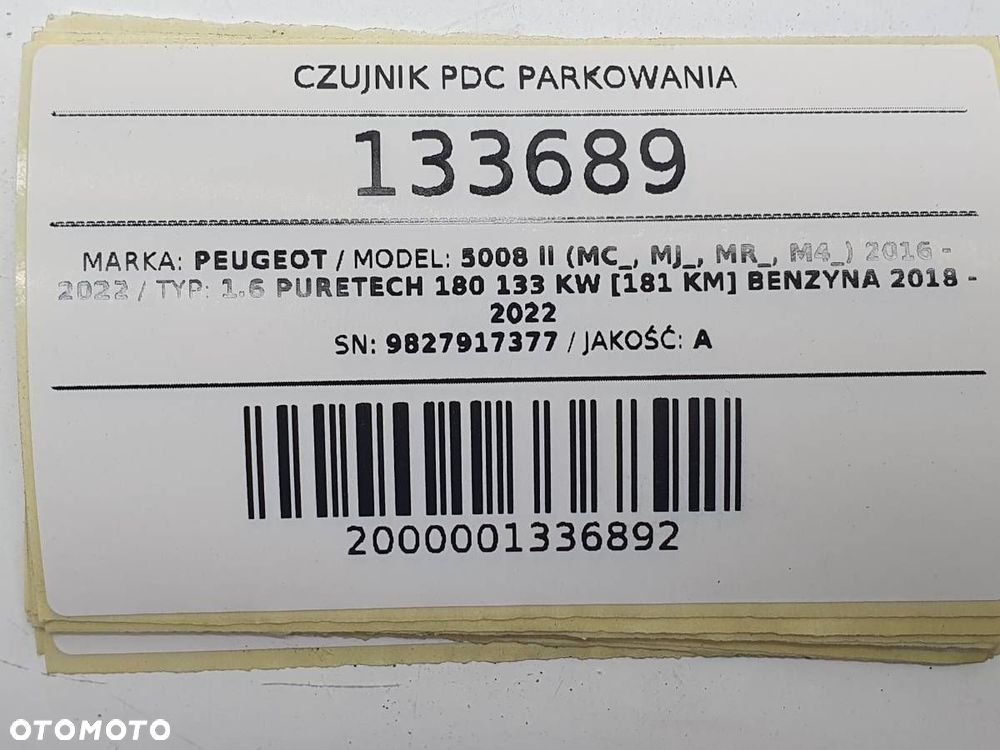 CZUJNIK PDC PARKOWANIA
133689
MARKA: PEUGEOT / MODEL: 5008 II (MC_, MJ_, MR_, M4_) 2016 -
2022 / TYP: 1.6 PURETECH 180 133 KW [181 KM] BENZYNA 2018 -
2022
SN: 9827917377 / JAKOŚĆ: A
2000001336892
OTOMOTO